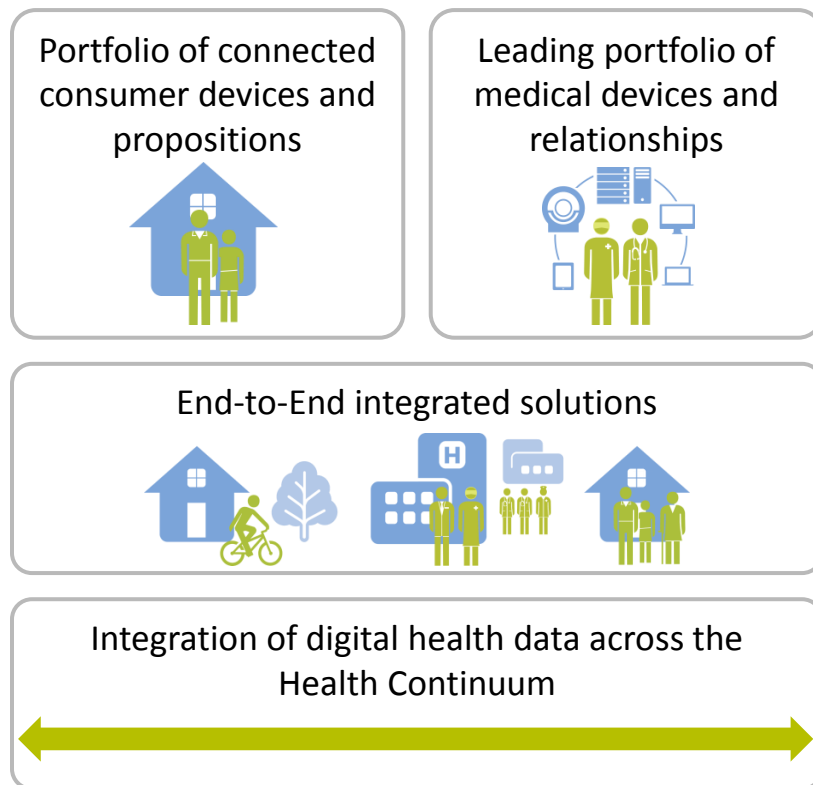 Portfolio of connected
consumer devices and
propositions
Leading portfolio of
medical devices and
relationships
End-to-End integrated solutions
H
Integration of digital health data across the
Health Continuum